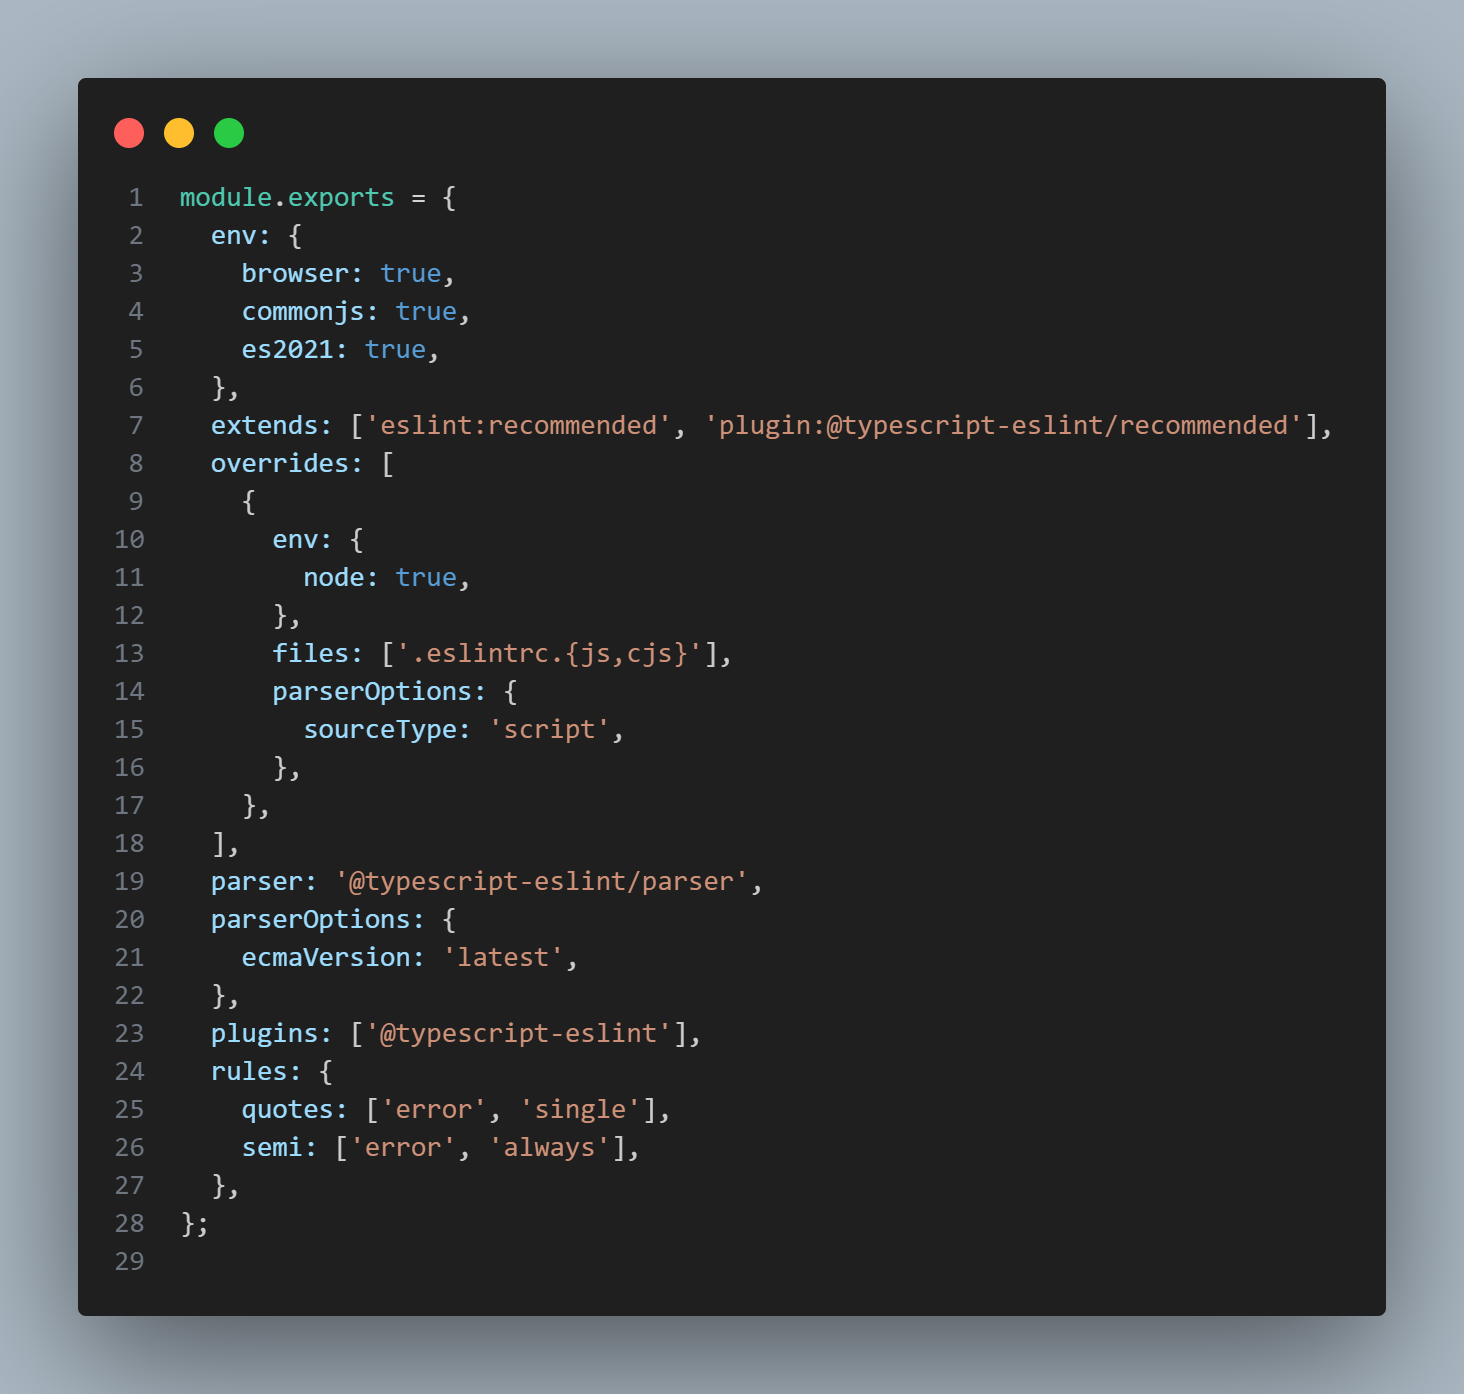 1 module.exports = {
2   env: {
3     browser: true,
4     commonjs: true,
5     es2021: true,
6   },
7   extends: ['eslint:recommended', 'plugin:@typescript-eslint/recommended'],
8   overrides: [
9     {
10       env: {
11         node: true,
12       },
13       files: ['.eslintrc.{js,cjs}'],
14       parserOptions: {
15         sourceType: 'script',
16       },
17     },
18   ],
19   parser: '@typescript-eslint/parser',
20   parserOptions: {
21     ecmaVersion: 'latest',
22   },
23   plugins: ['@typescript-eslint'],
24   rules: {
25     quotes: ['error', 'single'],
26     semi: ['error', 'always'],
27   },
28 };
29